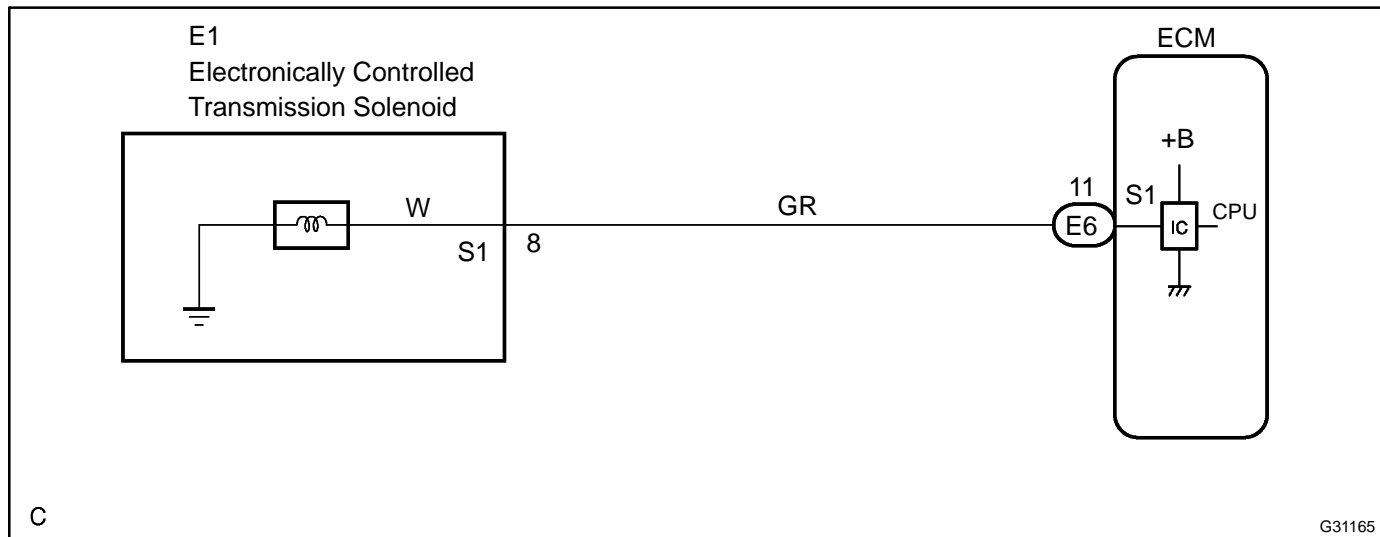 E1
Electronically Controlled
Transmission Solenoid
W
S1
8
GR
11
E6
ECM
+B
S1
IC
CPU
C
G31165